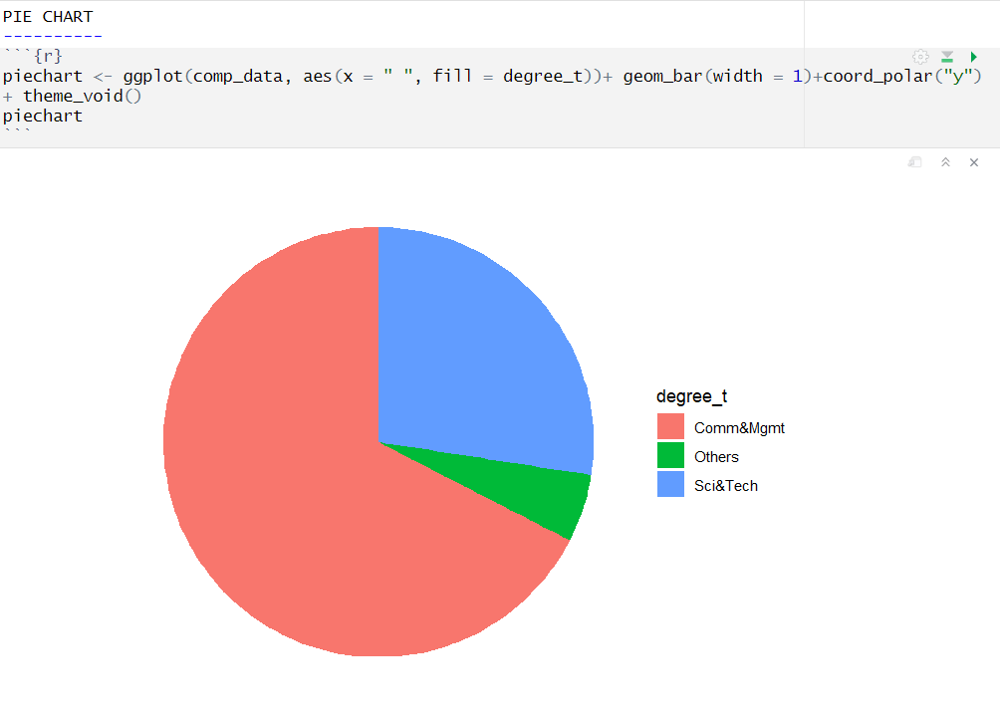 PIE CHART
----------
```{r}
piechart <- ggplot(comp_data, aes(x = " ", fill = degree_t))+ geom_bar(width = 1)+coord_polar("y")
+ theme_void()
piechart
```
degree_t
Comm&Mgmt
Others
Sci&Tech